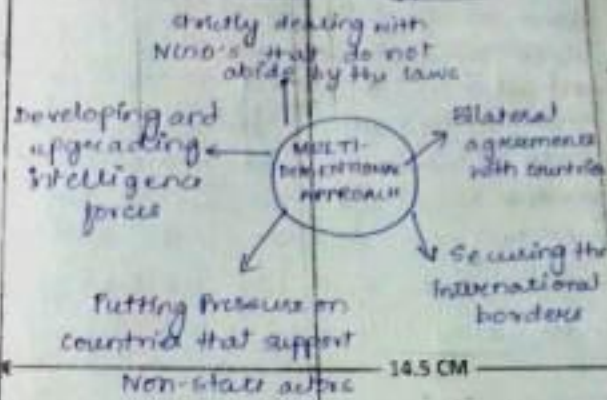 Strictly dealing with
NGO's that do not
abide by the laws
Developing and
upgrading
intelligence
forces
MULTI-
DIMENTIONAL
APPROACH
Bilateral
agreements
with countries
Securing the
International
borders
Putting Pressure on
countries that support
Non-state actors
14.5 CM